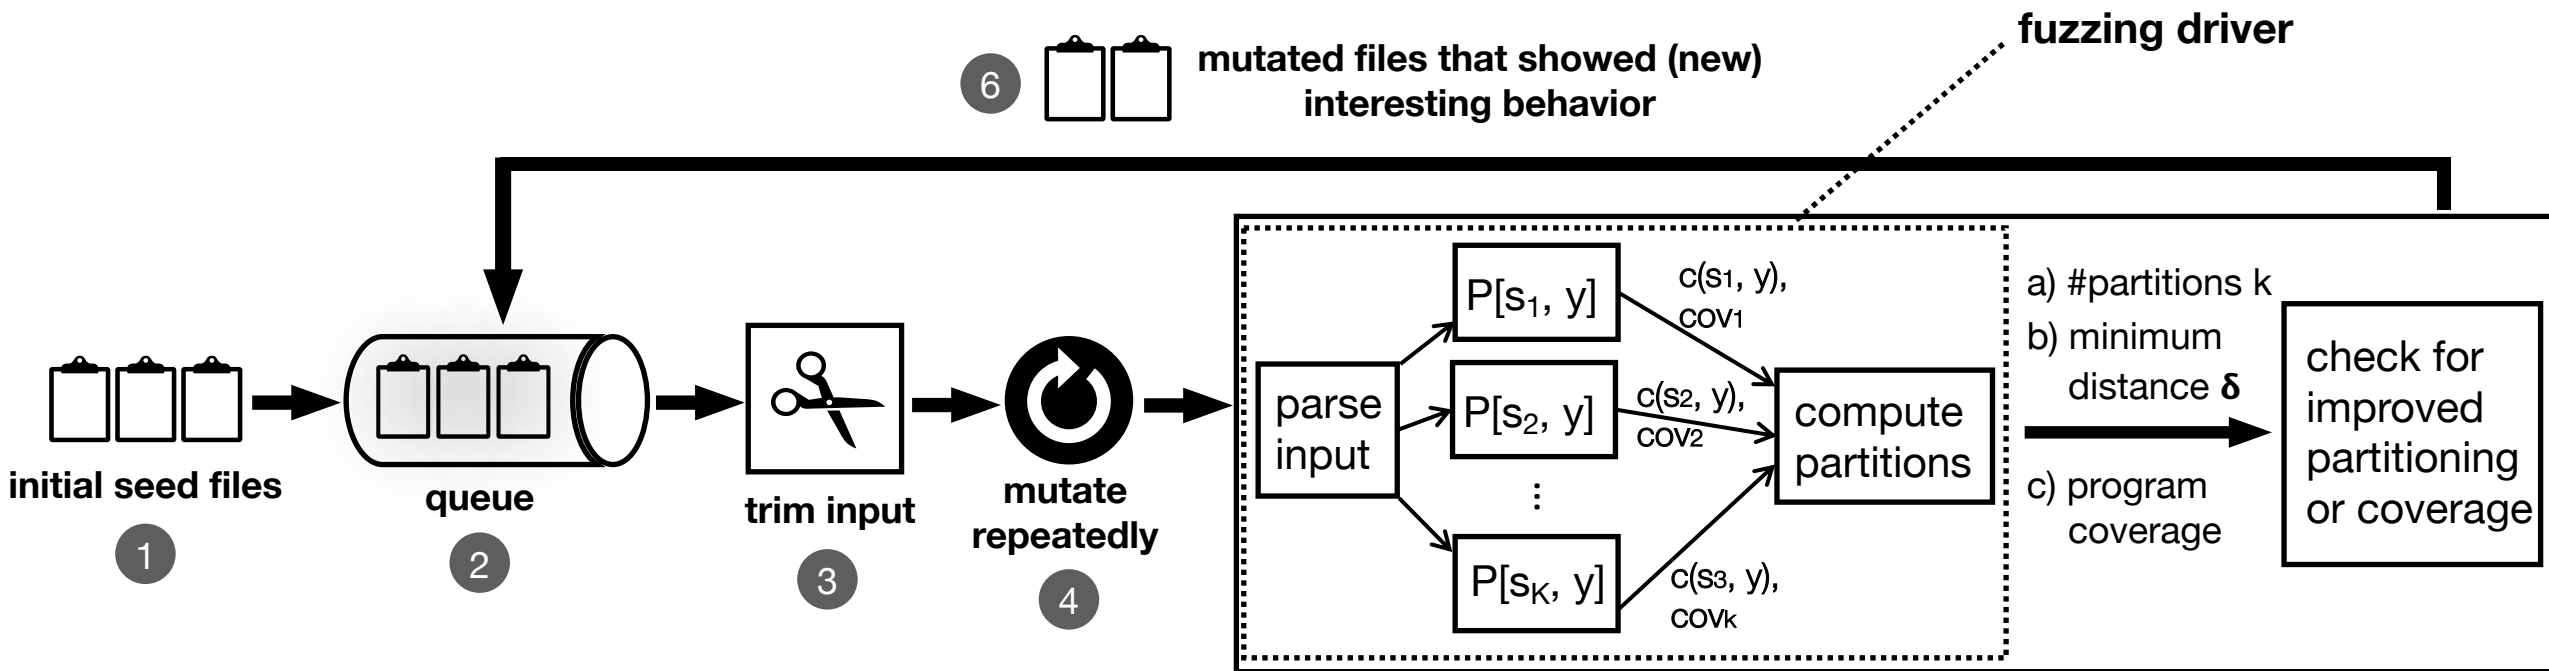 fuzzing driver
6
mutated files that showed (new)
interesting behavior
initial seed files
1
queue
2
trim input
3
mutate
repeatedly
4
parse
input
P[s₁, y]
P[s₂, y]
⋮
P[sK, y]
c(s1, y),
cov1
c(s2, y),
cov2
c(s3, y),
covk
compute
partitions
a) #partitions k
b) minimum
distance δ
c) program
coverage
check for
improved
partitioning
or coverage